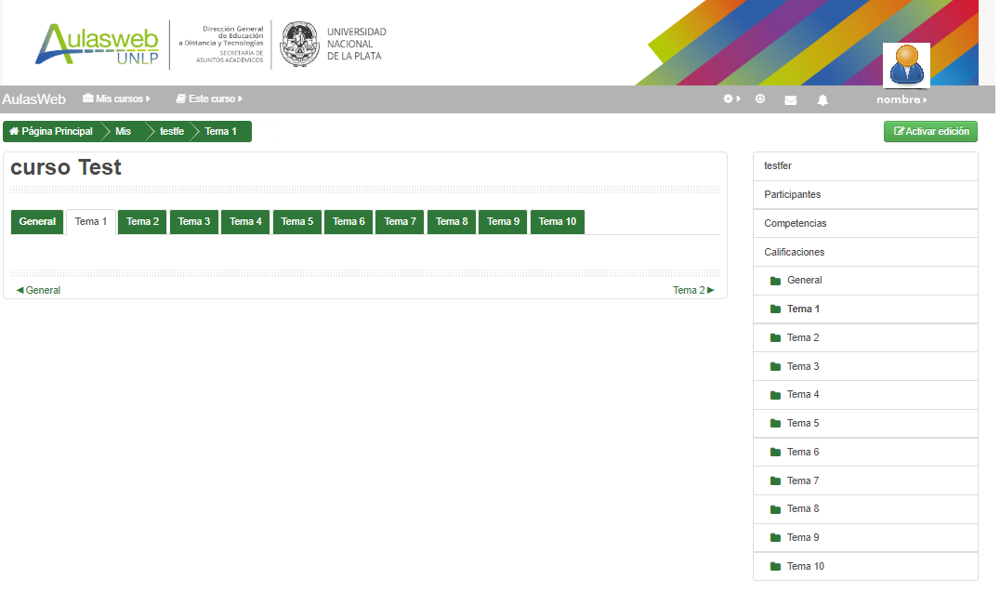 Aulasweb
UNLP
Dirección General
de Educación
a Distancia y Tecnologías
SECRETARÍA DE
ASUNTOS ACADÉMICOS
UNIVERSIDAD
NACIONAL
DE LA PLATA
AulasWeb Mis cursos Este curso nombre
Página Principal Mis testfe Tema 1 Activar edición
curso Test
General Tema 1 Tema 2 Tema 3 Tema 4 Tema 5 Tema 6 Tema 7 Tema 8 Tema 9 Tema 10
◀ General Tema 2 ▶
testfer
Participantes
Competencias
Calificaciones
General
Tema 1
Tema 2
Tema 3
Tema 4
Tema 5
Tema 6
Tema 7
Tema 8
Tema 9
Tema 10